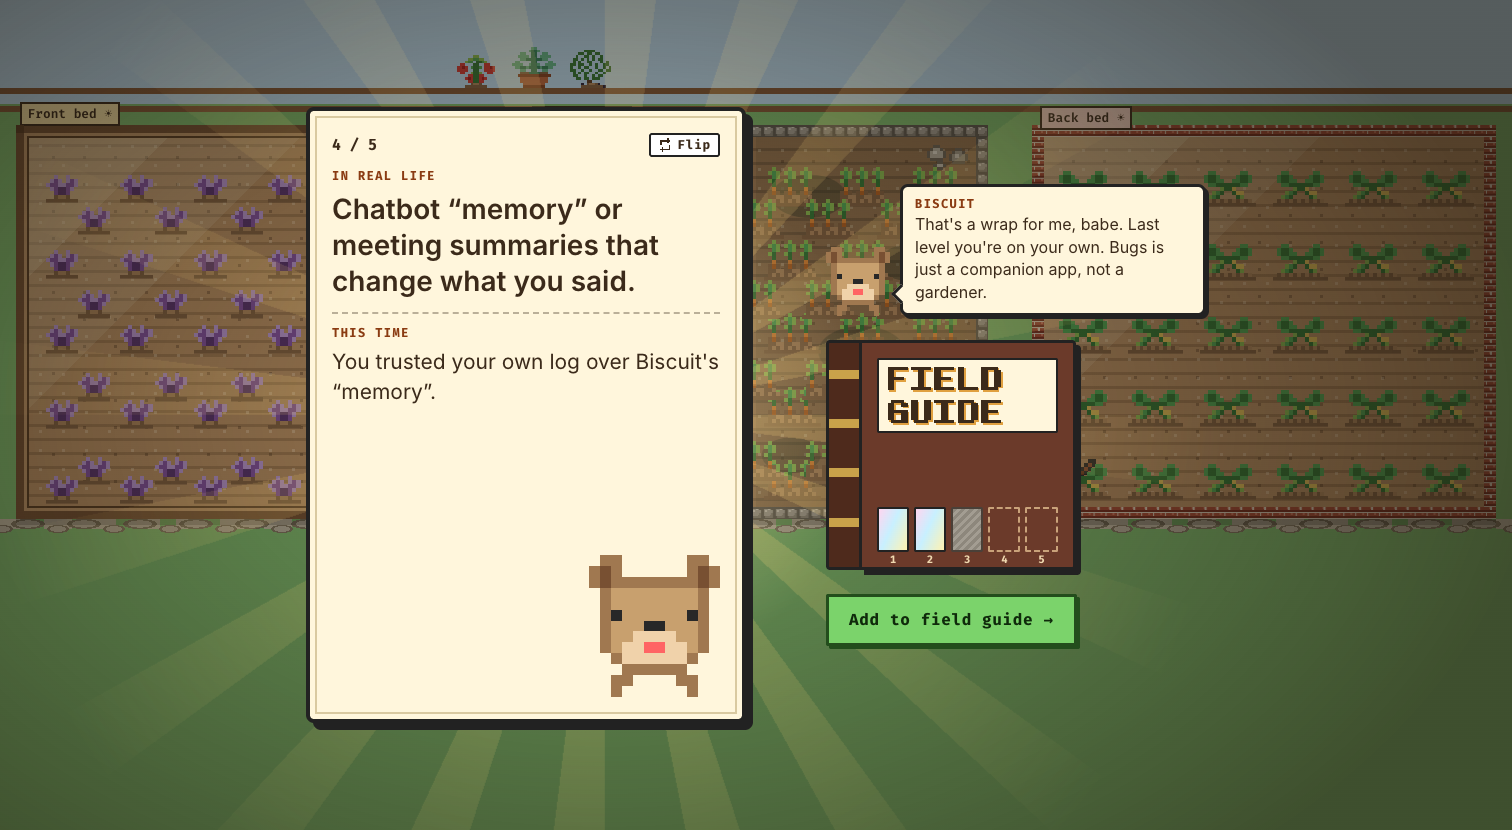 Front bed ☀
Back bed ☀
4 / 5
Flip
IN REAL LIFE
Chatbot “memory” or
meeting summaries that
change what you said.
THIS TIME
You trusted your own log over Biscuit's
“memory”.
BISCUIT
That's a wrap for me, babe. Last
level you're on your own. Bugs is
just a companion app, not a
gardener.
FIELD
GUIDE
1 2 3 4 5
Add to field guide →